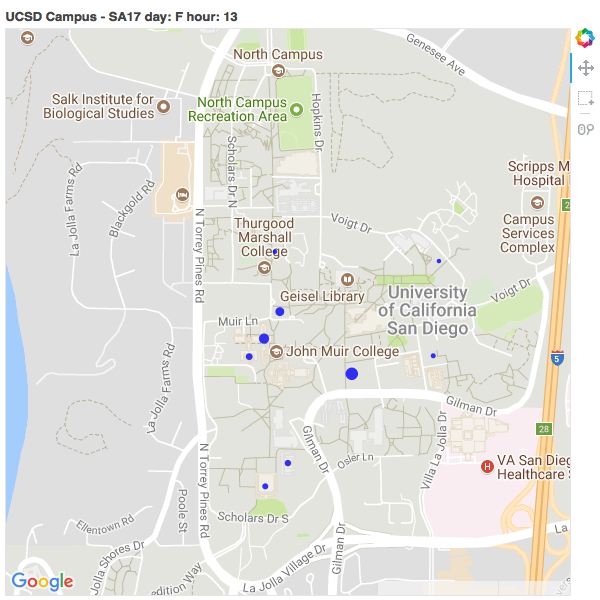 UCSD Campus - SA17 day: F hour: 13
Genesee Ave
North Campus
Salk Institute for
Biological Studies
North Campus
Recreation Area
Hopkins Dr
Scholars Dr N
Scripps M
Hospital
La Jolla Farms Rd
Blackgold Rd
N Torrey Pines Rd
Voigt Dr
Campus
Services
Complex
Thurgood
Marshall
College
Geisel Library
University
of California
San Diego
Voigt Dr
Muir Ln
John Muir College
La Jolla Farms Rd
5
Gilman Dr
28
Gilman Dr
Osler Ln
Villa La Jolla Dr
H
VA San Dieg
Healthcare
N Torrey Pines Rd
Poole St
Ellentown Rd
Scholars Dr S
La Jolla Shores Dr
Gilman Dr
La
La Jolla Village Dr
edition Way
Google